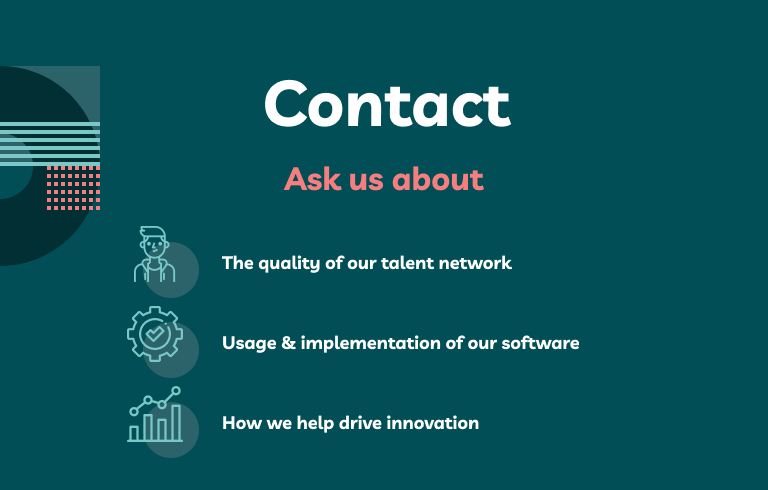 Contact
Ask us about
The quality of our talent network
Usage & implementation of our software
How we help drive innovation